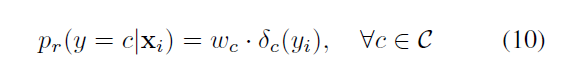 p_r(y = c|x_i) = w_c · δ_c(y_i), ∀c ∈ 𝒞 (10)